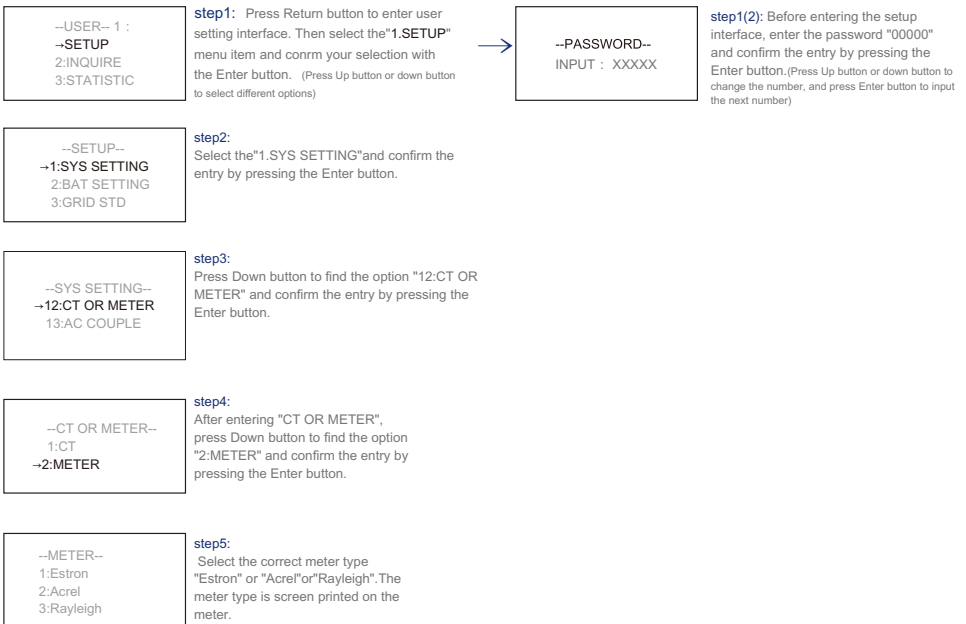 --USER-- 1 :
→SETUP
2:INQUIRE
3:STATISTIC
step1: Press Return button to enter user
setting interface. Then select the"1.SETUP"
menu item and conrm your selection with
the Enter button. (Press Up button or down button
to select different options)
--PASSWORD--
INPUT : XXXXX
step1(2): Before entering the setup
interface, enter the password "00000"
and confirm the entry by pressing the
Enter button.(Press Up button or down button to
change the number, and press Enter button to input
the next number)
--SETUP--
→1:SYS SETTING
2:BAT SETTING
3:GRID STD
step2:
Select the"1.SYS SETTING"and confirm the
entry by pressing the Enter button.
--SYS SETTING--
→12:CT OR METER
13:AC COUPLE
step3:
Press Down button to find the option "12:CT OR
METER" and confirm the entry by pressing the
Enter button.
--CT OR METER--
1:CT
→2:METER
step4:
After entering "CT OR METER",
press Down button to find the option
"2:METER" and confirm the entry by
pressing the Enter button.
--METER--
1:Estron
2:Acrel
3:Rayleigh
step5:
Select the correct meter type
"Estron" or "Acrel"or"Rayleigh".The
meter type is screen printed on the
meter.